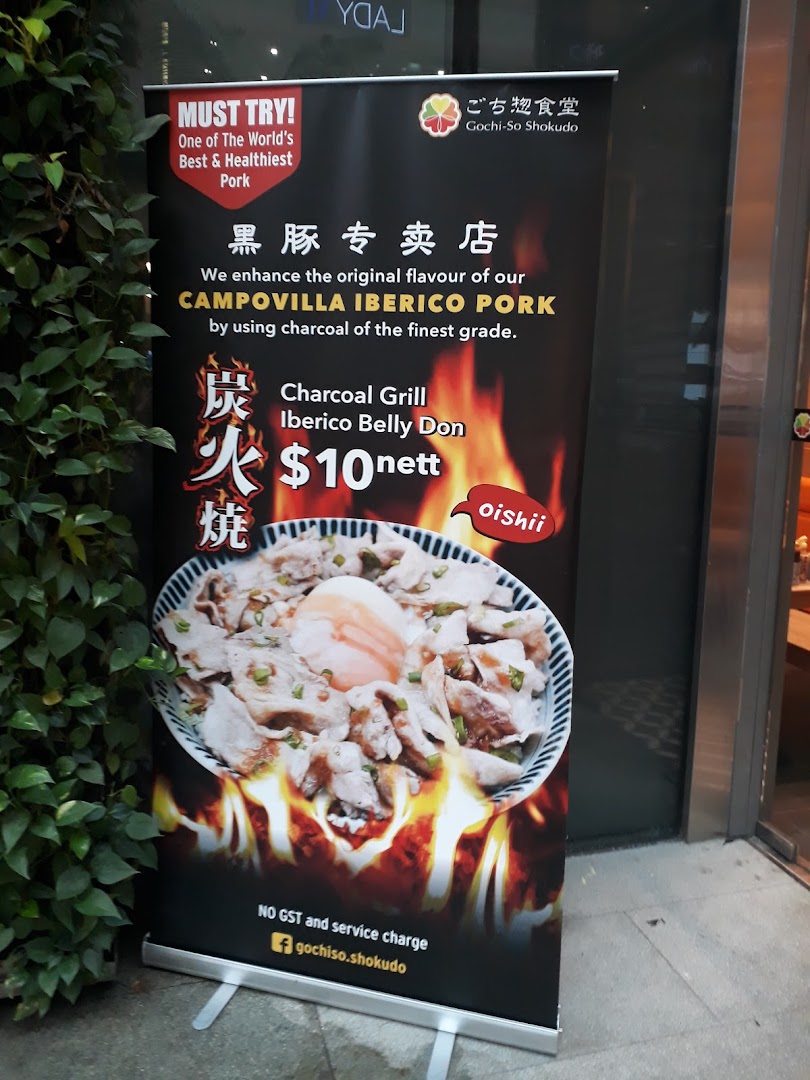 LADY
MUST TRY!
One of The World's
Best & Healthiest
Pork
ごち惣食堂
Gochi-So Shokudo
黑豚专卖店
We enhance the original flavour of our
CAMPOVILLA IBERICO PORK
by using charcoal of the finest grade.
炭火焼
Charcoal Grill
Iberico Belly Don
$10nett
oishii
NO GST and service charge
f gochiso.shokudo